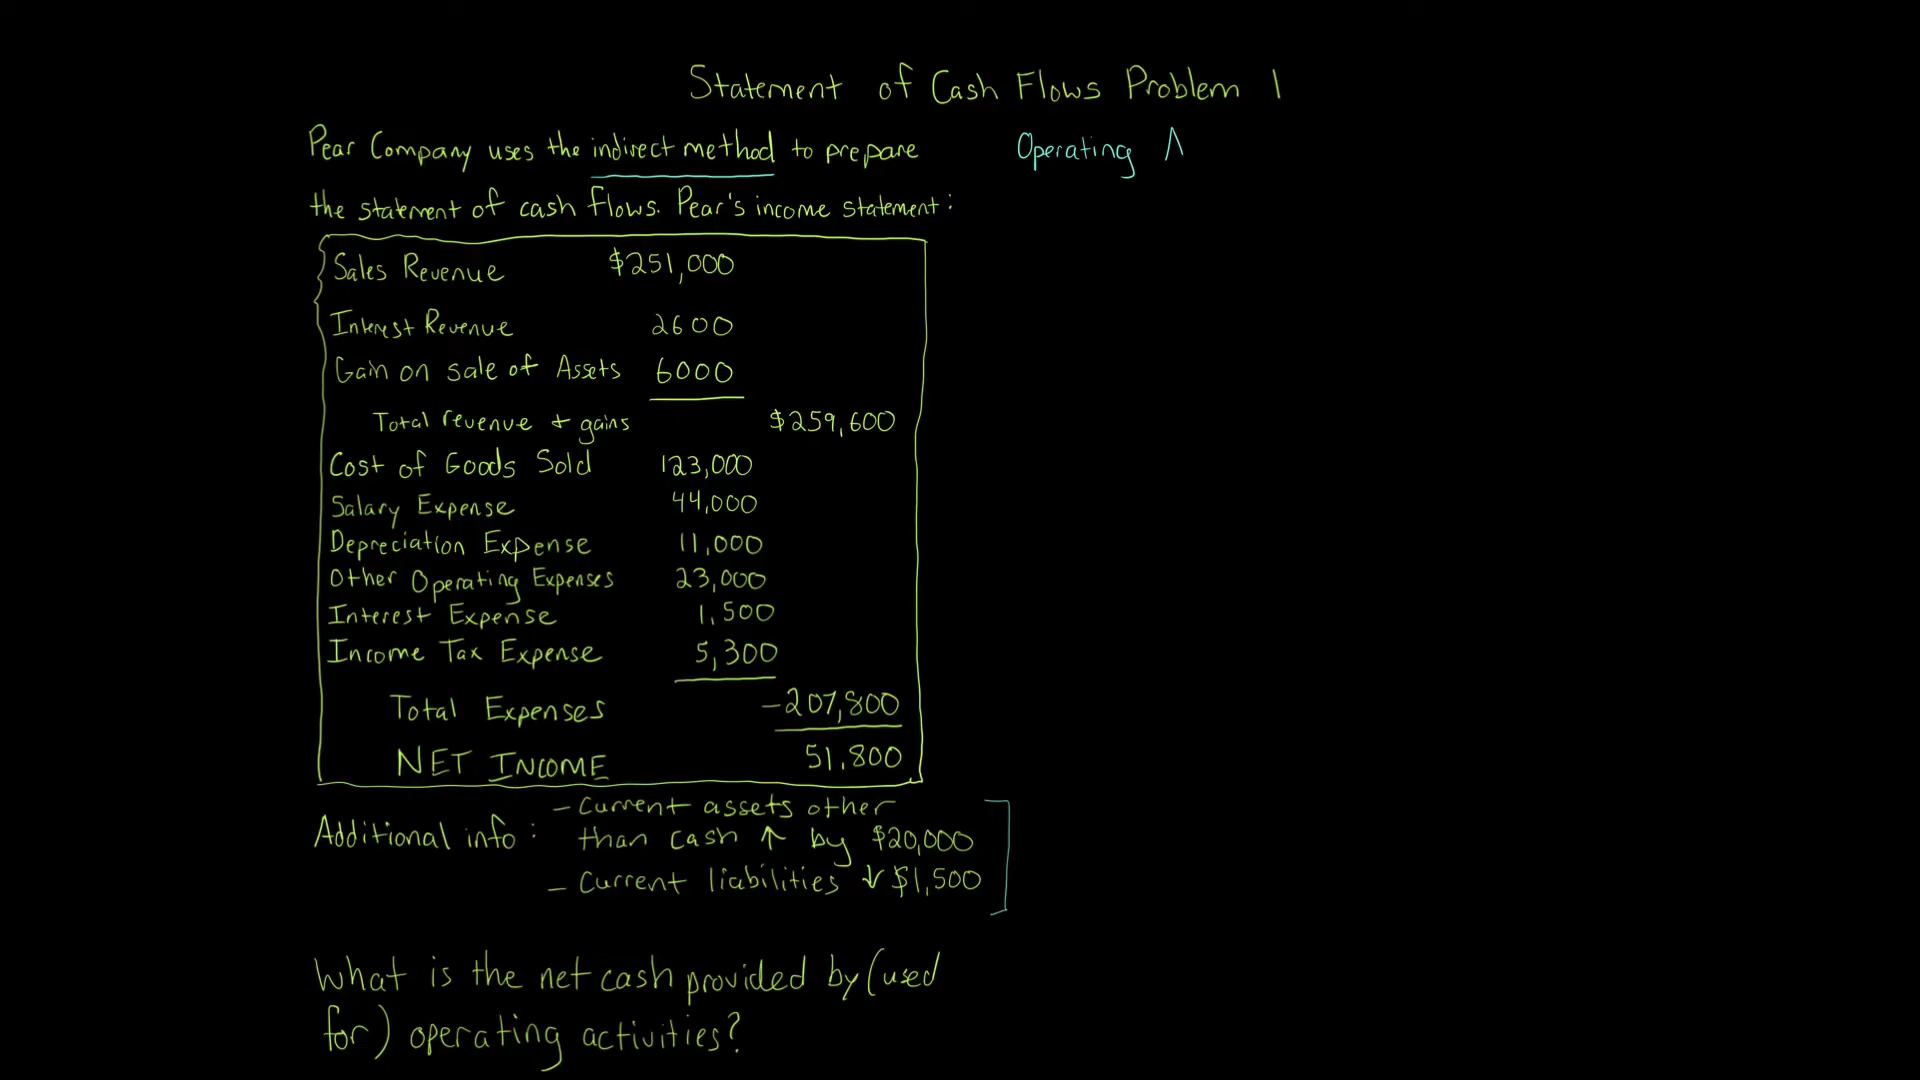 Statement of Cash Flows Problem 1
Pear Company uses the indirect method to prepare
Operating
the statement of cash flows. Pear's income statement:
Sales Revenue $251,000
Interest Revenue 2600
Gain on sale of Assets 6000
Total revenue + gains $259,600
Cost of Goods Sold 123,000
Salary Expense 44,000
Depreciation Expense 11,000
Other Operating Expenses 23,000
Interest Expense 1,500
Income Tax Expense 5,300
Total Expenses -207,800
NET INCOME 51,800
Additional info: - Current assets other
than cash ↑ by $20,000
- Current liabilities ↓ $1,500
What is the net cash provided by (used
for) operating activities?